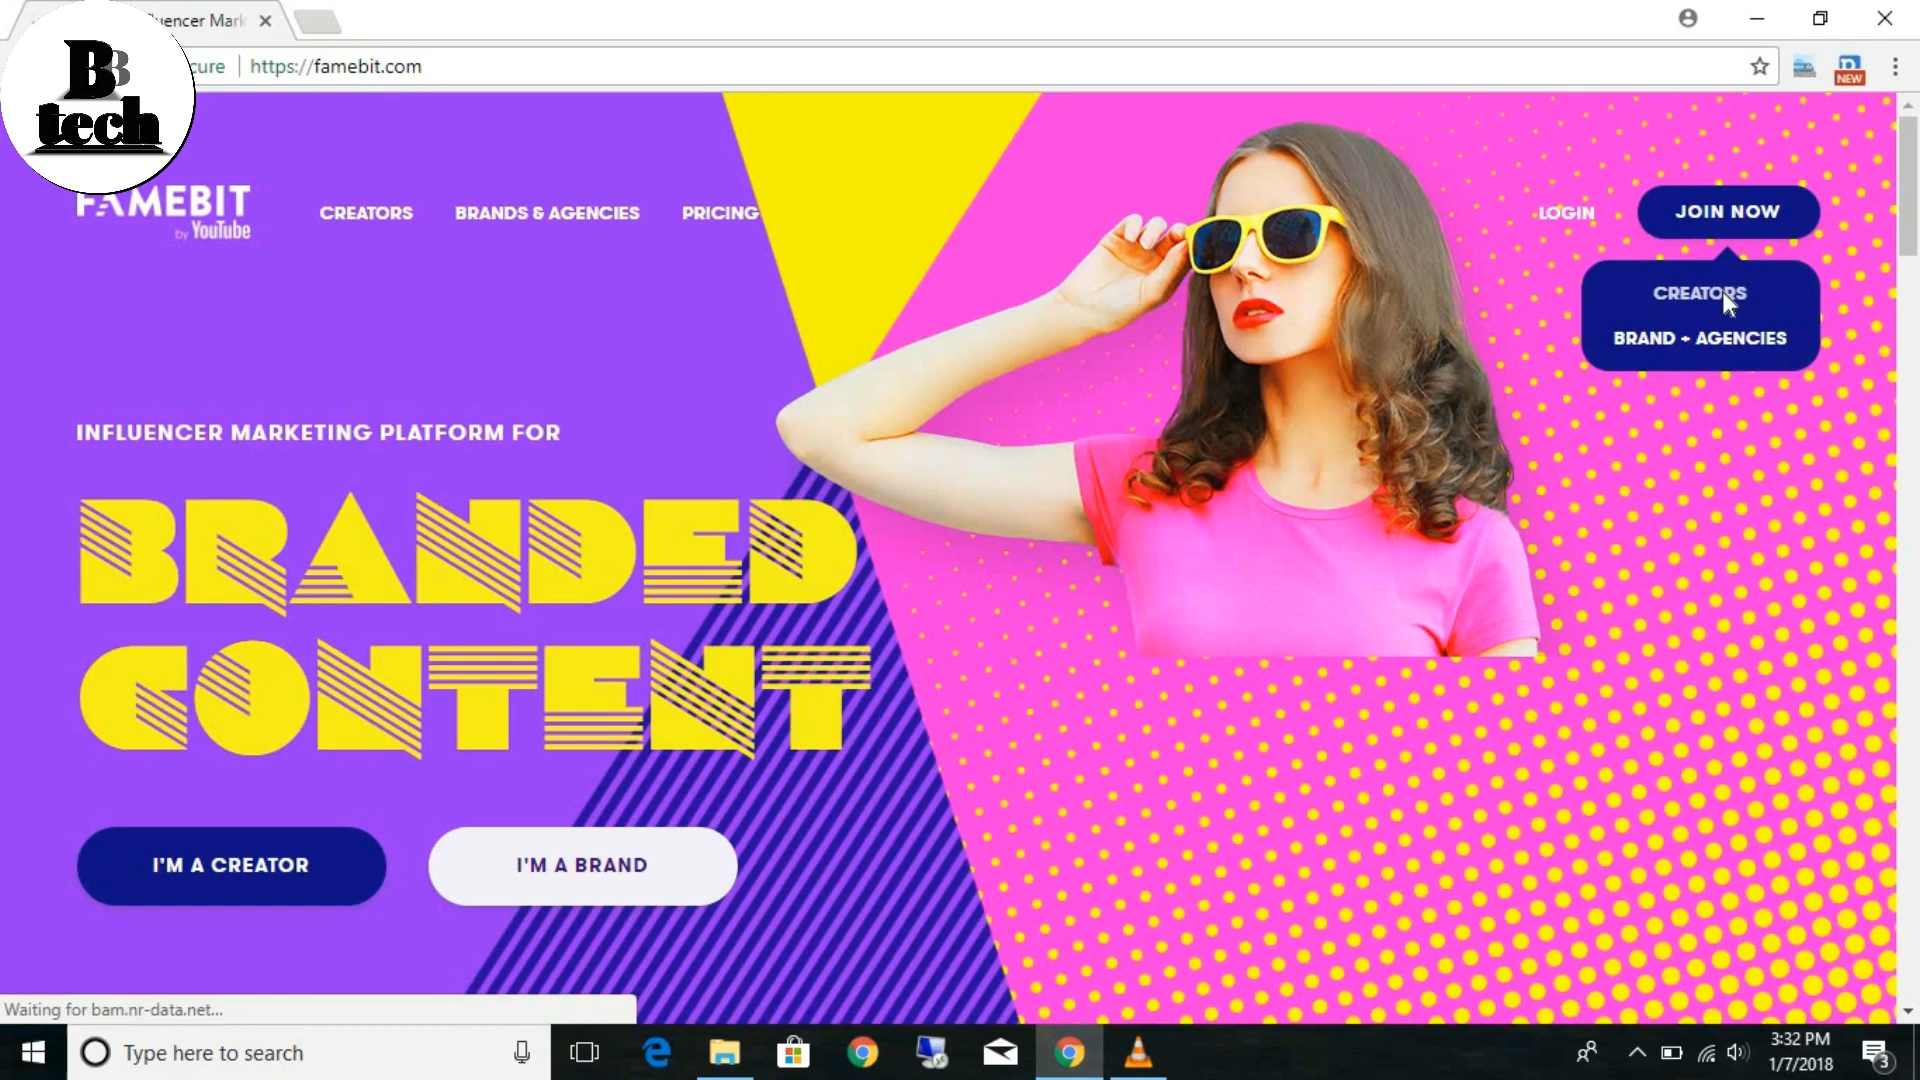 fluencer Mark
BB
tech
cure
https://famebit.com
NEW
FAMEBIT
by YouTube
CREATORS
BRANDS & AGENCIES
PRICING
LOGIN
JOIN NOW
CREATORS
BRAND + AGENCIES
INFLUENCER MARKETING PLATFORM FOR
BRANDED
CONTENT
I'M A CREATOR
I'M A BRAND
Waiting for bam.nr-data.net...
Type here to search
3:32 PM
1/7/2018
3